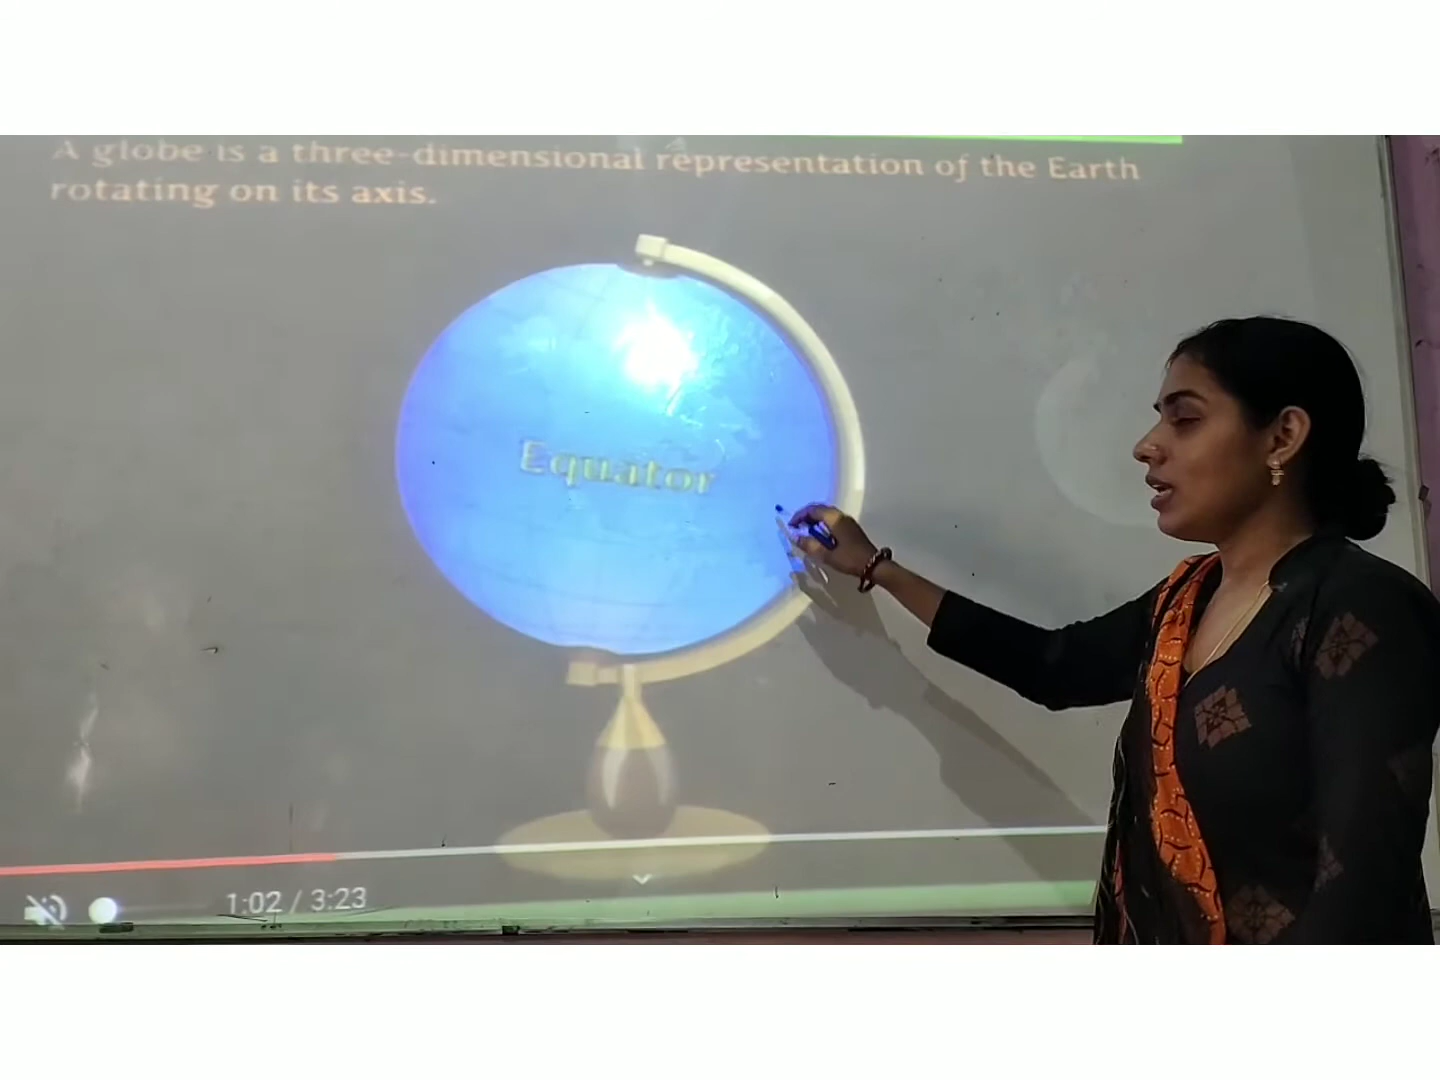 A globe is a three-dimensional representation of the Earth
rotating on its axis.
Equator
1:02 / 3:23